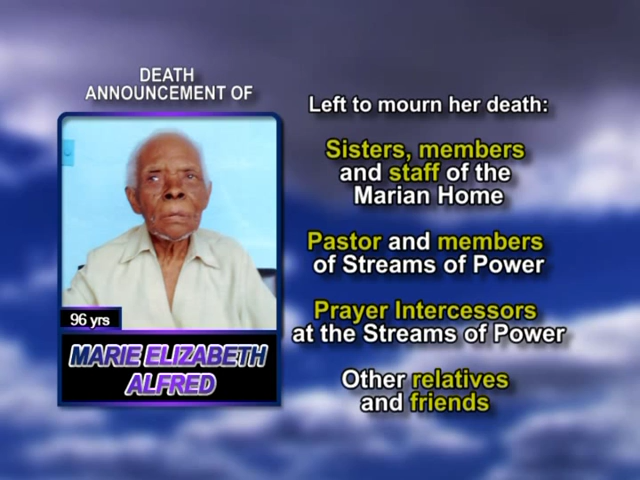 DEATH
ANNOUNCEMENT OF
96 yrs
MARIE ELIZABETH
ALFRED
Left to mourn her death:
Sisters, members
and staff of the
Marian Home
Pastor and members
of Streams of Power
Prayer Intercessors
at the Streams of Power
Other relatives
and friends